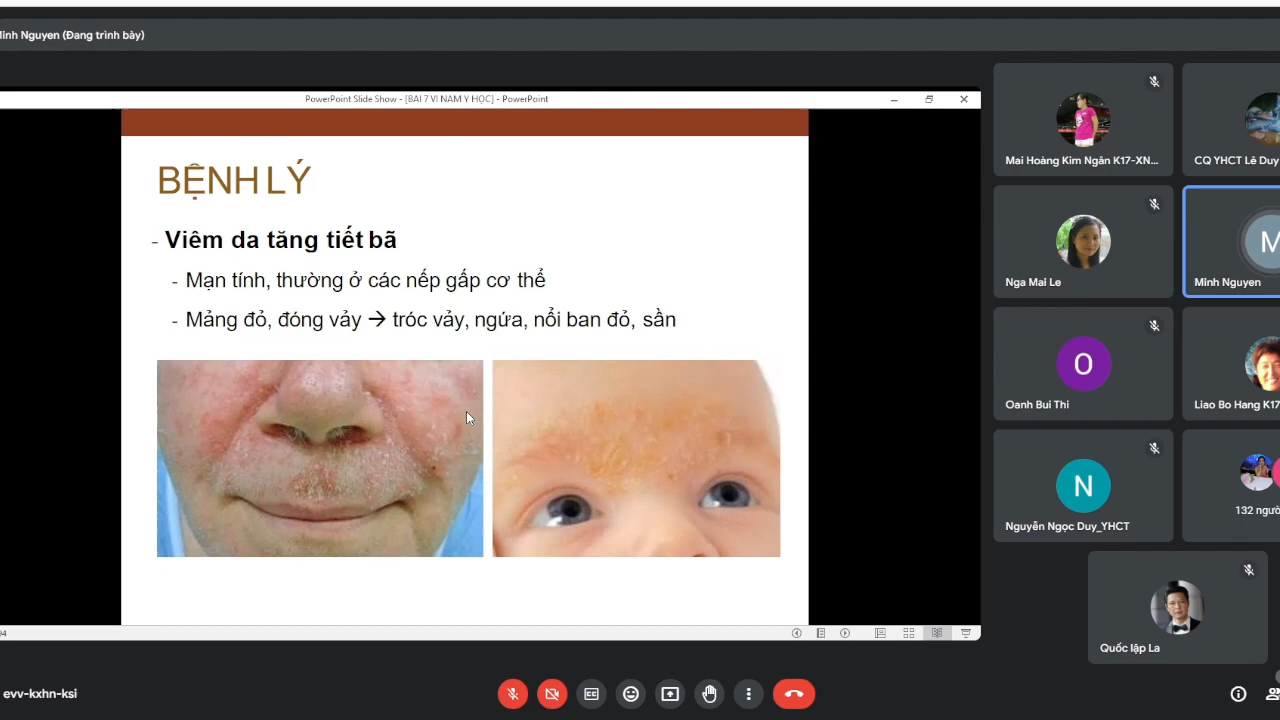 Minh Nguyen (Đang trình bày)
PowerPoint Slide Show - [BAI 7 VI NAM Y HỌC] - PowerPoint
BỆNH LÝ
- Viêm da tăng tiết bã
- Mạn tính, thường ở các nếp gấp cơ thể
- Mảng đỏ, đóng vảy → tróc vảy, ngứa, nổi ban đỏ, sần
Mai Hoàng Kim Ngân K17-XN...
CQ YHCT Lê Duy
Nga Mai Le
M
Minh Nguyen
O
Oanh Bui Thi
Liao Bo Hang K17
N
Nguyễn Ngọc Duy_YHCT
132 ngườ
Quốc lập La
evv-kxhn-ksi